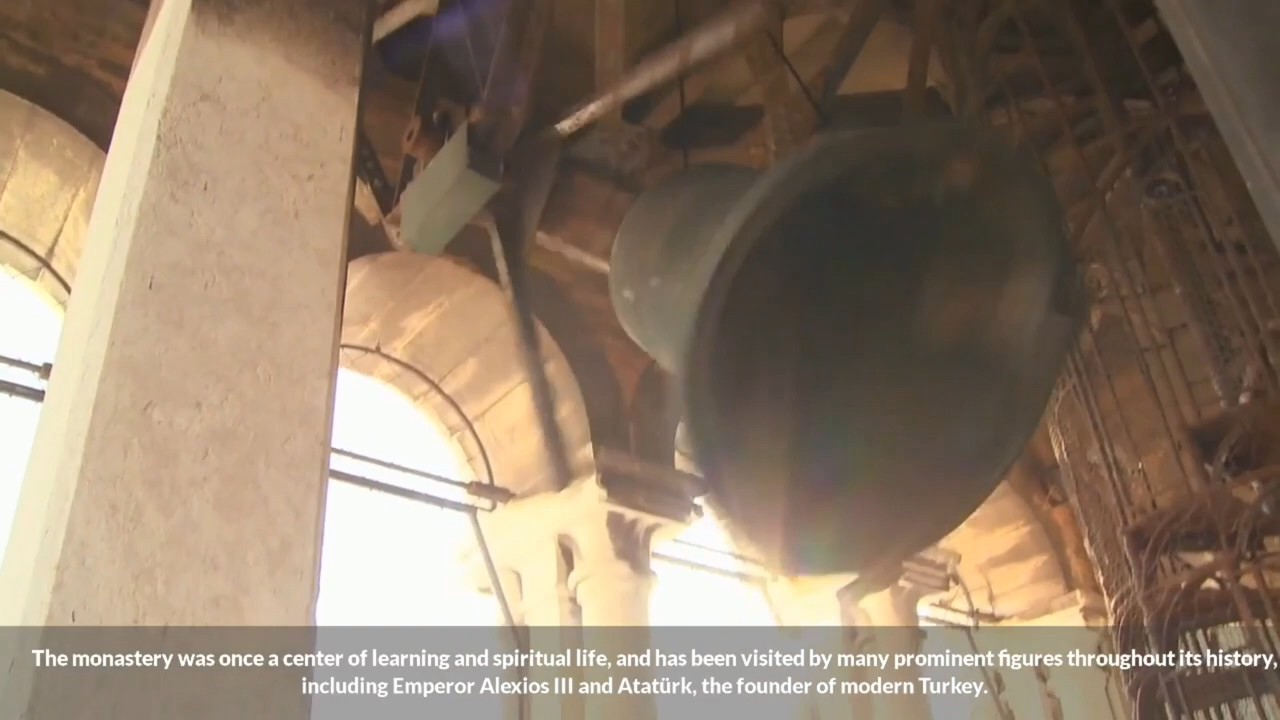 The monastery was once a center of learning and spiritual life, and has been visited by many prominent figures throughout its history,
including Emperor Alexios III and Atatürk, the founder of modern Turkey.